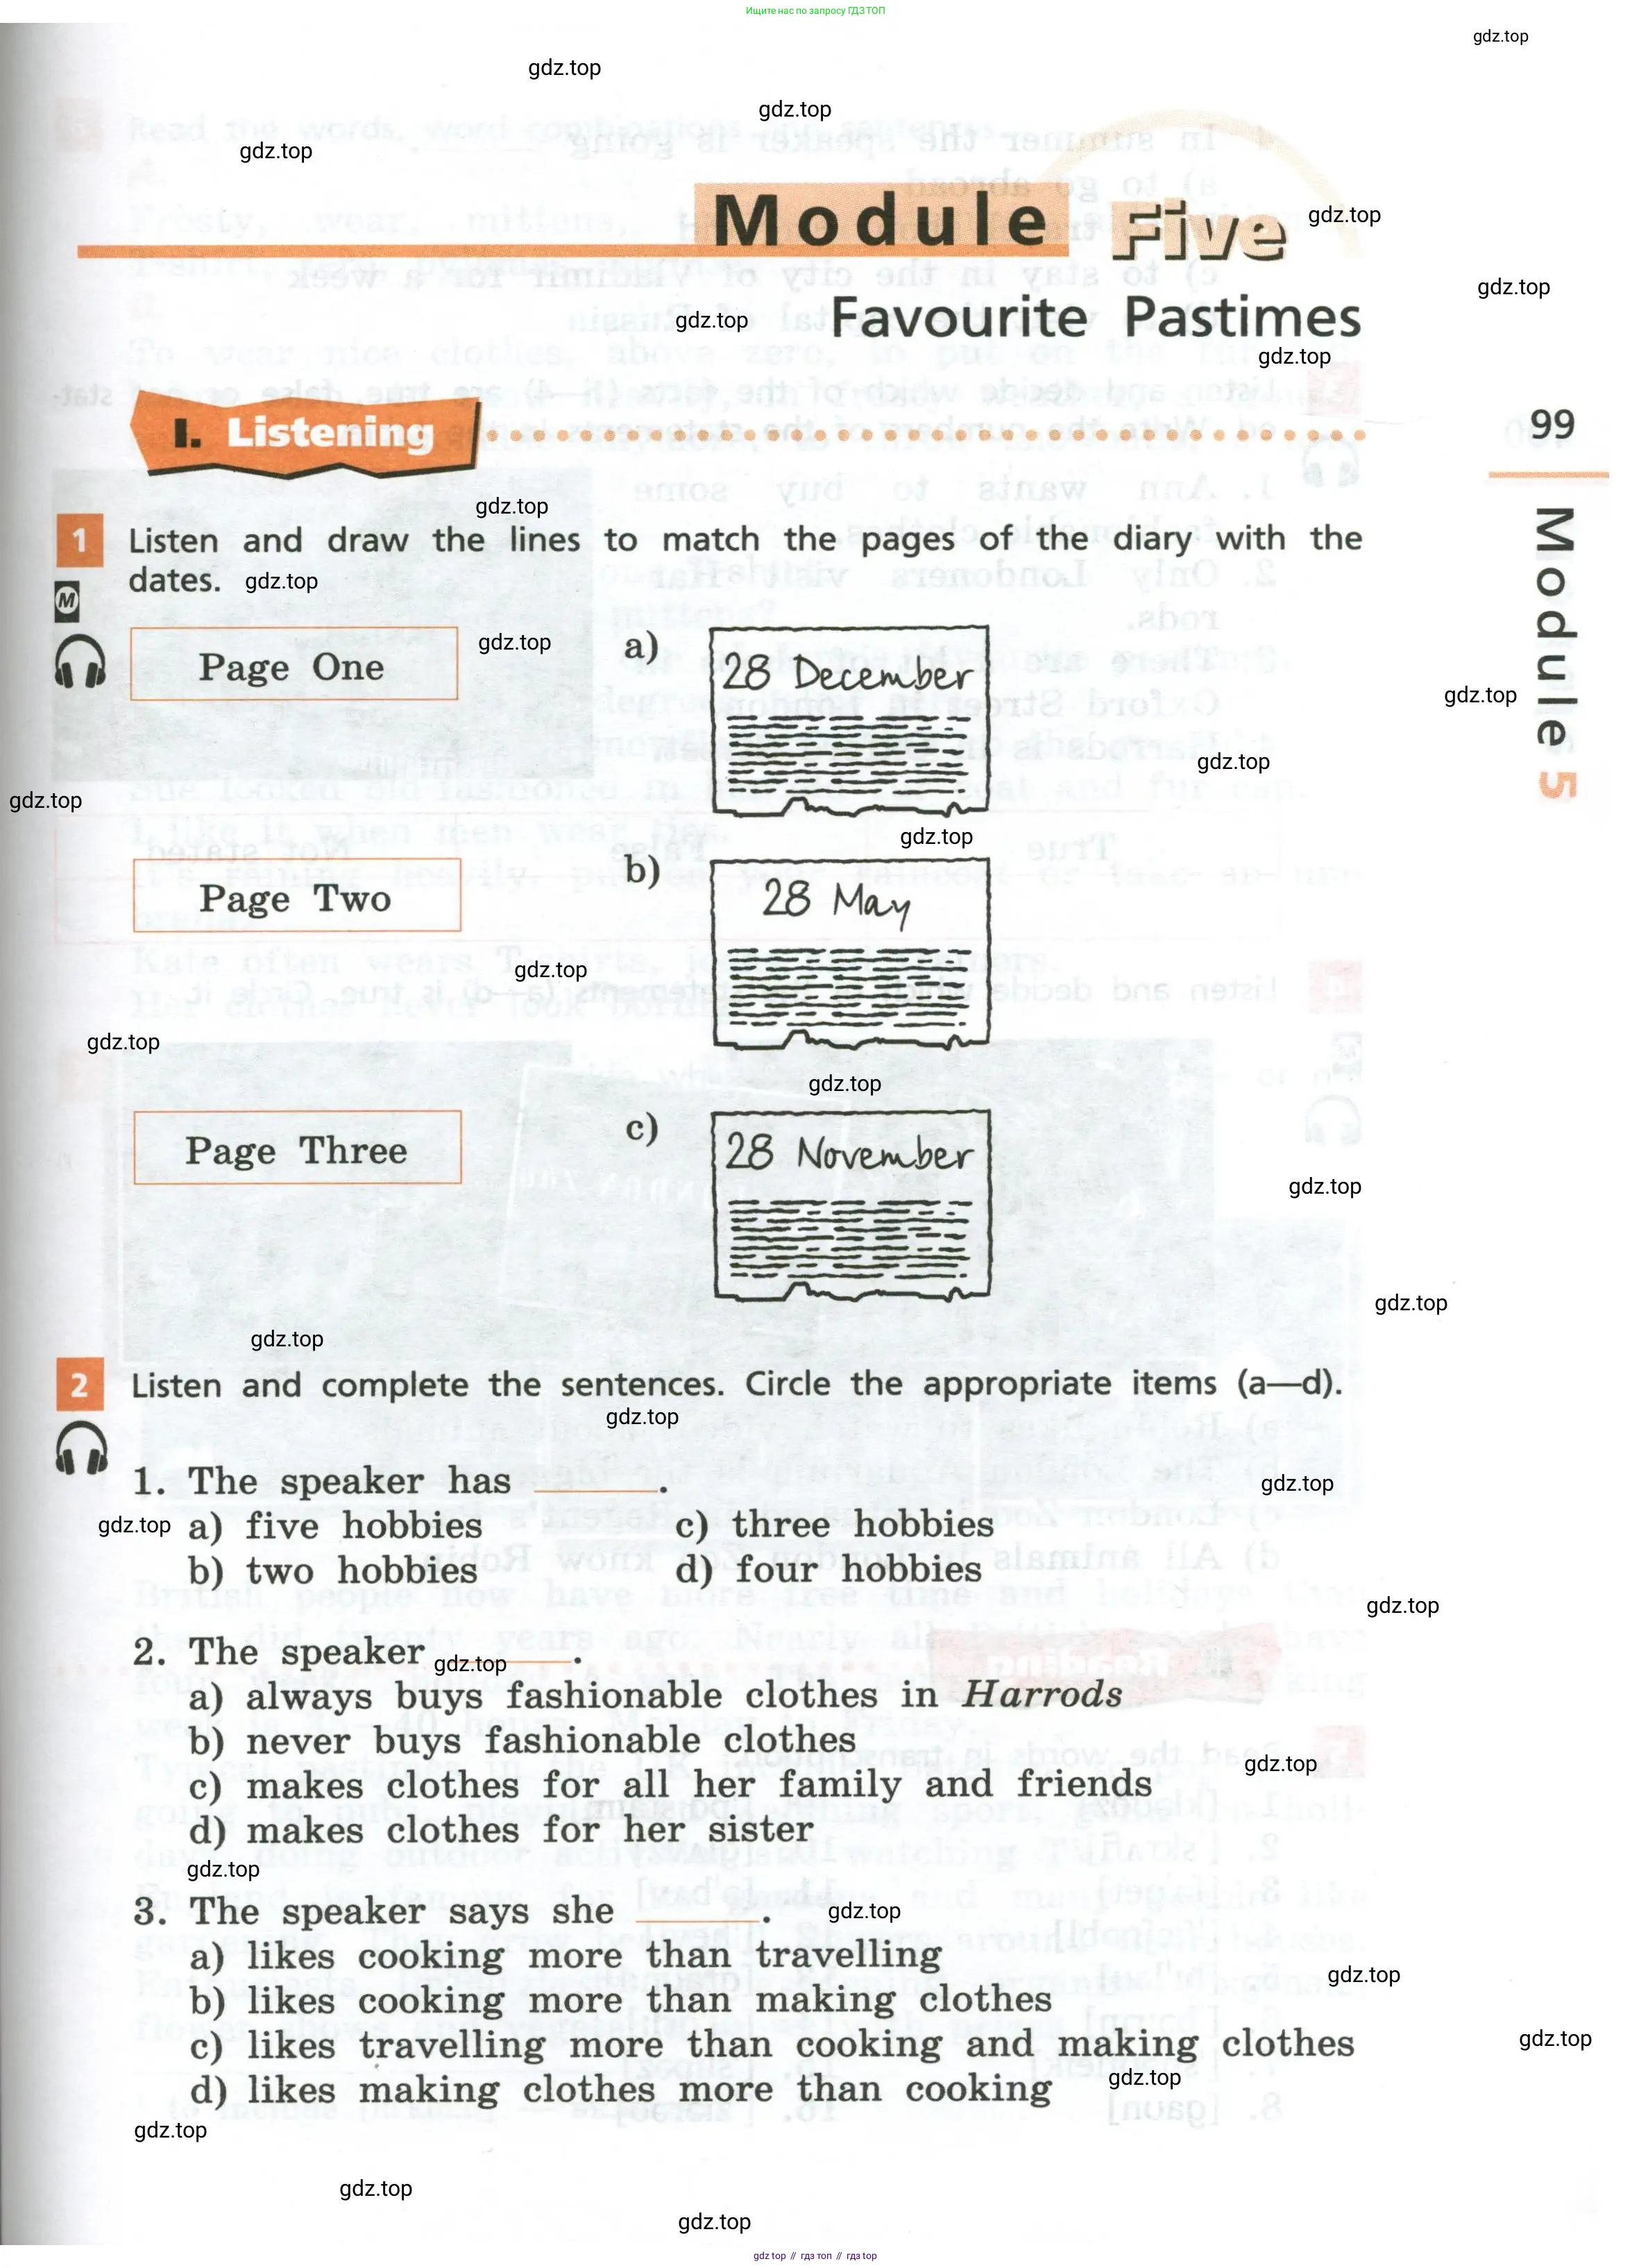 Ищите нас по запросу ГДЗ ТОП
gdz.top
gdz.top
gdz.top
gdz.top
Module Five
gdz.top
gdz.top
gdz.top
Favourite Pastimes
gdz.top
I. Listening
99
Module 5
gdz.top
1 Listen and draw the lines to match the pages of the diary with the
dates.
gdz.top
M
Page One
gdz.top
a)
28 December
gdz.top
gdz.top
gdz.top
gdz.top
Page Two
b)
28 May
gdz.top
gdz.top
gdz.top
Page Three
c)
28 November
gdz.top
gdz.top
gdz.top
2 Listen and complete the sentences. Circle the appropriate items (a—d).
gdz.top
1. The speaker has ______.
gdz.top
gdz.top
a) five hobbies c) three hobbies
b) two hobbies d) four hobbies
gdz.top
2. The speaker ______.
gdz.top
a) always buys fashionable clothes in Harrods
b) never buys fashionable clothes
gdz.top
c) makes clothes for all her family and friends
d) makes clothes for her sister
gdz.top
3. The speaker says she ______.
gdz.top
a) likes cooking more than travelling
gdz.top
b) likes cooking more than making clothes
c) likes travelling more than cooking and making clothes
gdz.top
d) likes making clothes more than cooking
gdz.top
gdz.top
gdz.top
gdz.top
gdz top // гдз топ // гдз top